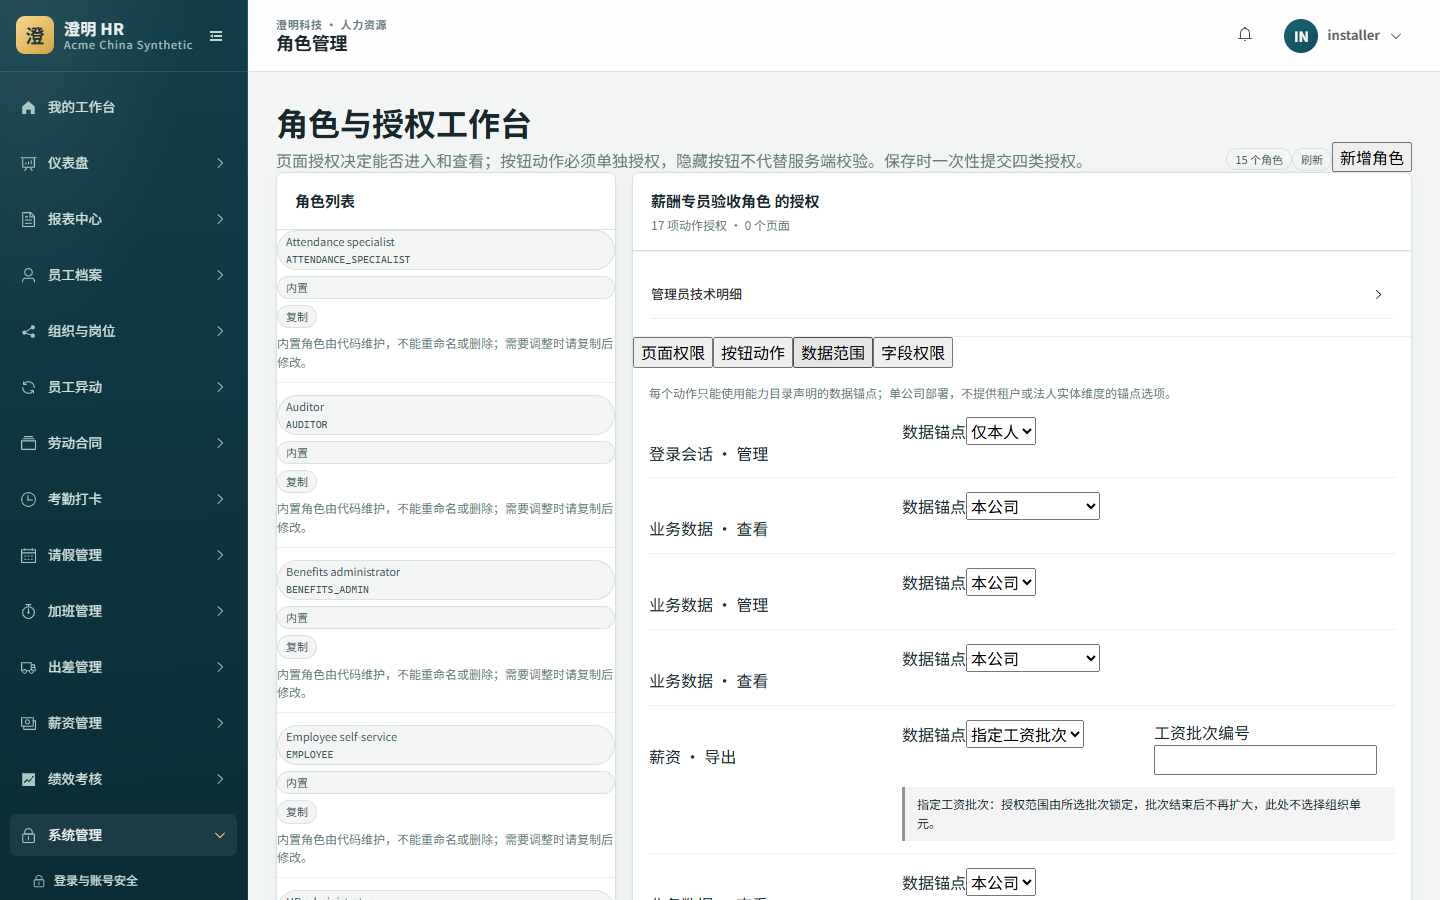 澄
澄明 HR
Acme China Synthetic
我的工作台
仪表盘
报表中心
员工档案
组织与岗位
员工异动
劳动合同
考勤打卡
请假管理
加班管理
出差管理
薪资管理
绩效考核
系统管理
登录与账号安全
澄明科技 · 人力资源
角色管理
IN
installer
角色与授权工作台
页面授权决定能否进入和查看；按钮动作必须单独授权，隐藏按钮不代替服务端校验。保存时一次性提交四类授权。
15 个角色
刷新
新增角色
角色列表
Attendance specialist
ATTENDANCE_SPECIALIST
内置
复制
内置角色由代码维护，不能重命名或删除；需要调整时请复制后
修改。
Auditor
AUDITOR
内置
复制
内置角色由代码维护，不能重命名或删除；需要调整时请复制后
修改。
Benefits administrator
BENEFITS_ADMIN
内置
复制
内置角色由代码维护，不能重命名或删除；需要调整时请复制后
修改。
Employee self-service
EMPLOYEE
内置
复制
内置角色由代码维护，不能重命名或删除；需要调整时请复制后
修改。
薪酬专员验收角色 的授权
17 项动作授权 · 0 个页面
管理员技术明细
页面权限
按钮动作
数据范围
字段权限
每个动作只能使用能力目录声明的数据锚点；单公司部署，不提供租户或法人实体维度的锚点选项。
登录会话 · 管理
数据锚点 仅本人
业务数据 · 查看
数据锚点 本公司
业务数据 · 管理
数据锚点 本公司
业务数据 · 查看
数据锚点 本公司
薪资 · 导出
数据锚点 指定工资批次
工资批次编号
指定工资批次：授权范围由所选批次锁定，批次结束后不再扩大，此处不选择组织单
元。
数据锚点 本公司